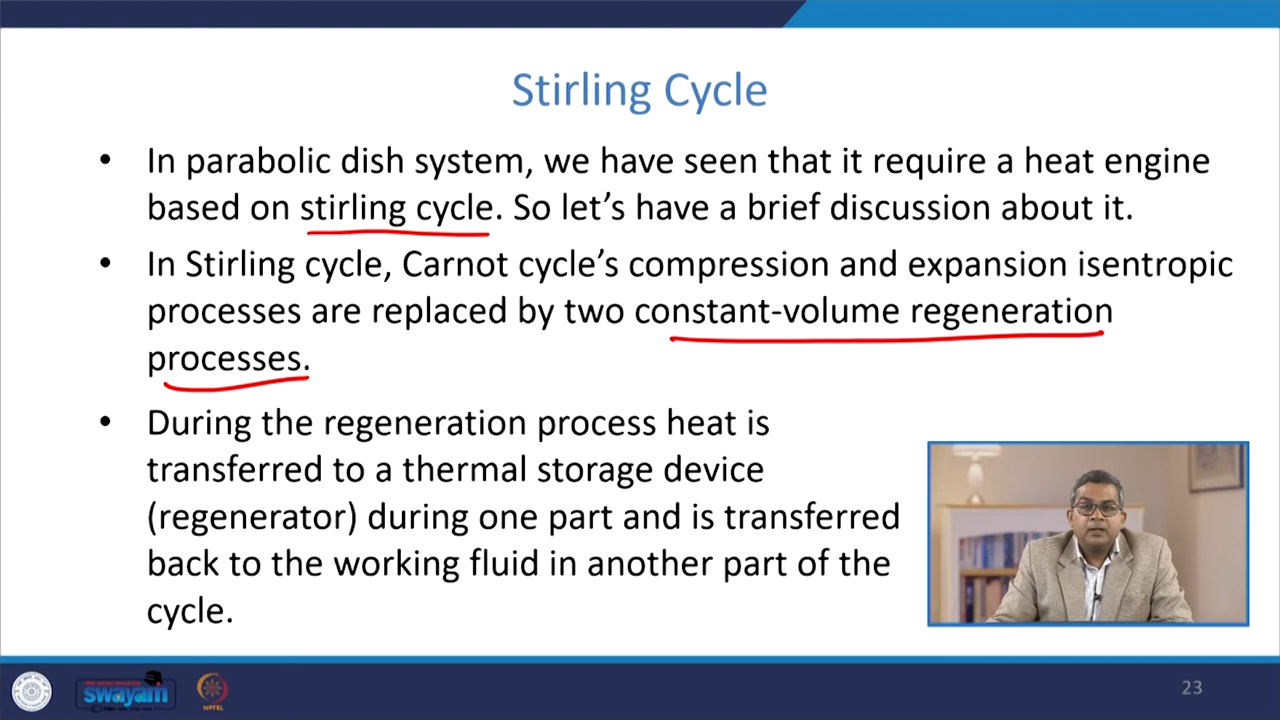 Stirling Cycle
• In parabolic dish system, we have seen that it require a heat engine
based on stirling cycle. So let’s have a brief discussion about it.
• In Stirling cycle, Carnot cycle’s compression and expansion isentropic
processes are replaced by two constant-volume regeneration
processes.
• During the regeneration process heat is
transferred to a thermal storage device
(regenerator) during one part and is transferred
back to the working fluid in another part of the
cycle.
swayam
NPTEL
23